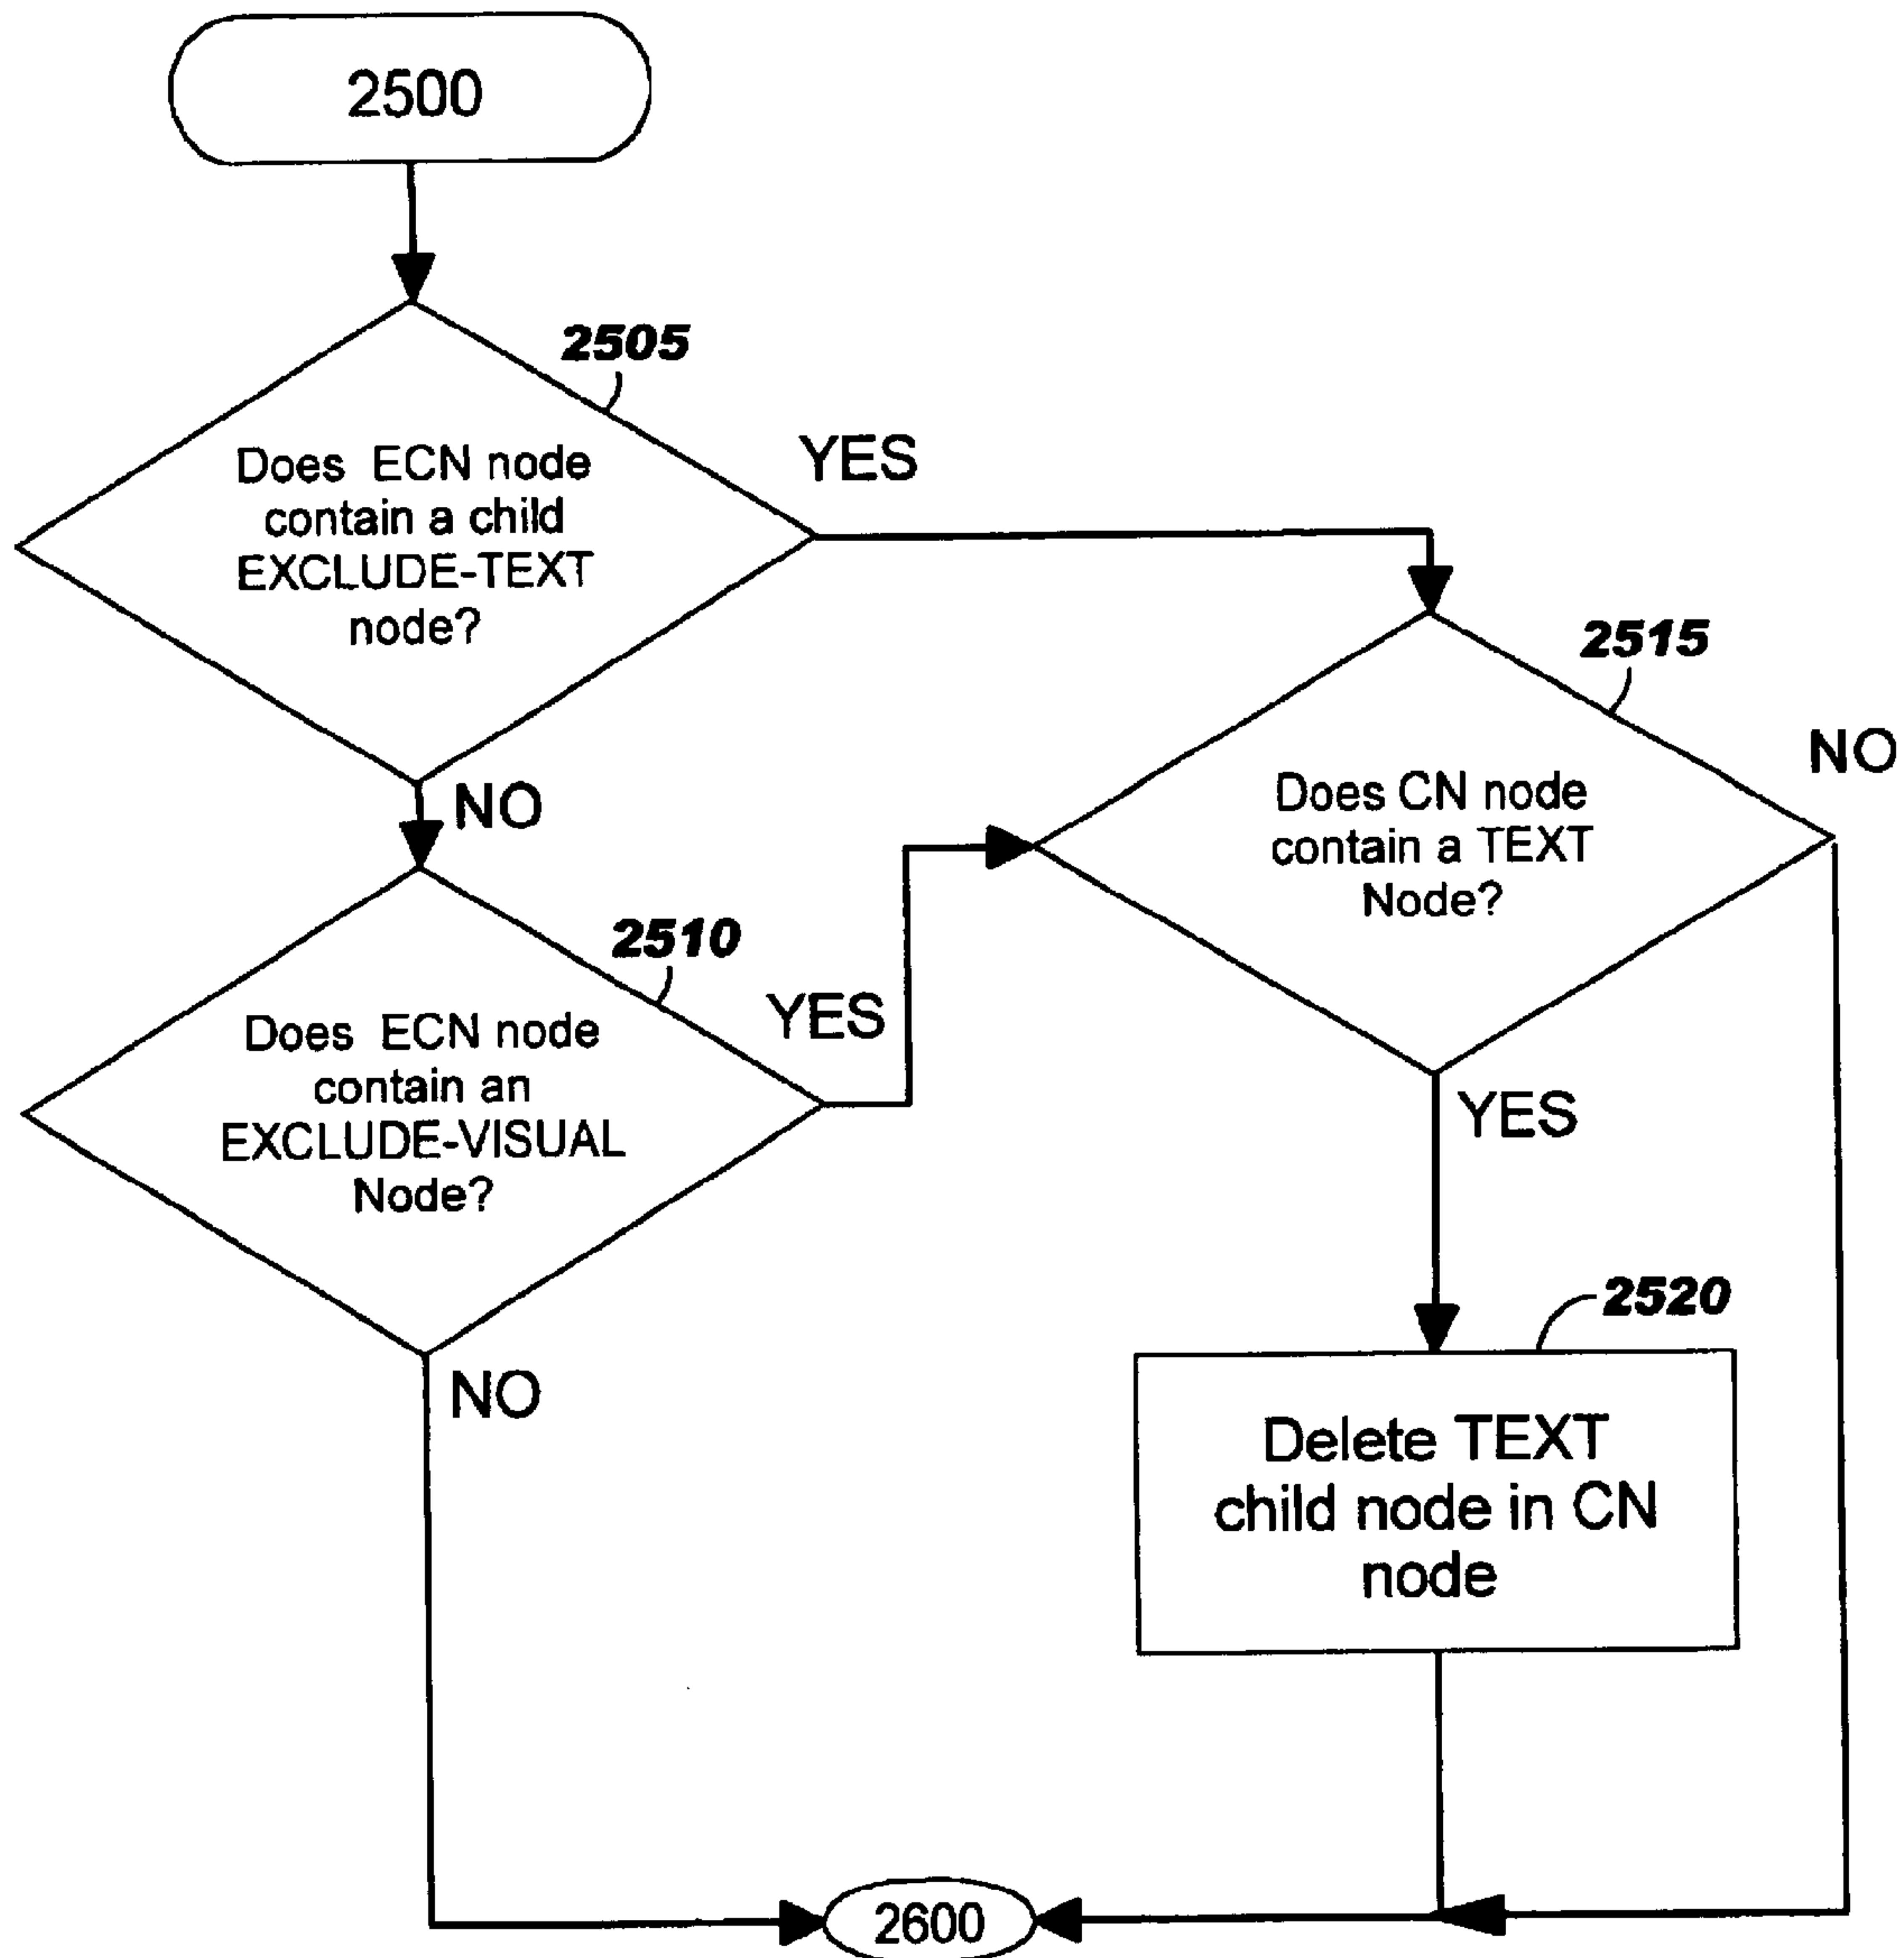 2500
2505
Does ECN node
contain a child
EXCLUDE-TEXT
node?
YES
NO
2515
Does CN node
contain a TEXT
Node?
NO
YES
2510
Does ECN node
contain an
EXCLUDE-VISUAL
Node?
YES
NO
2520
Delete TEXT
child node in CN
node
2600